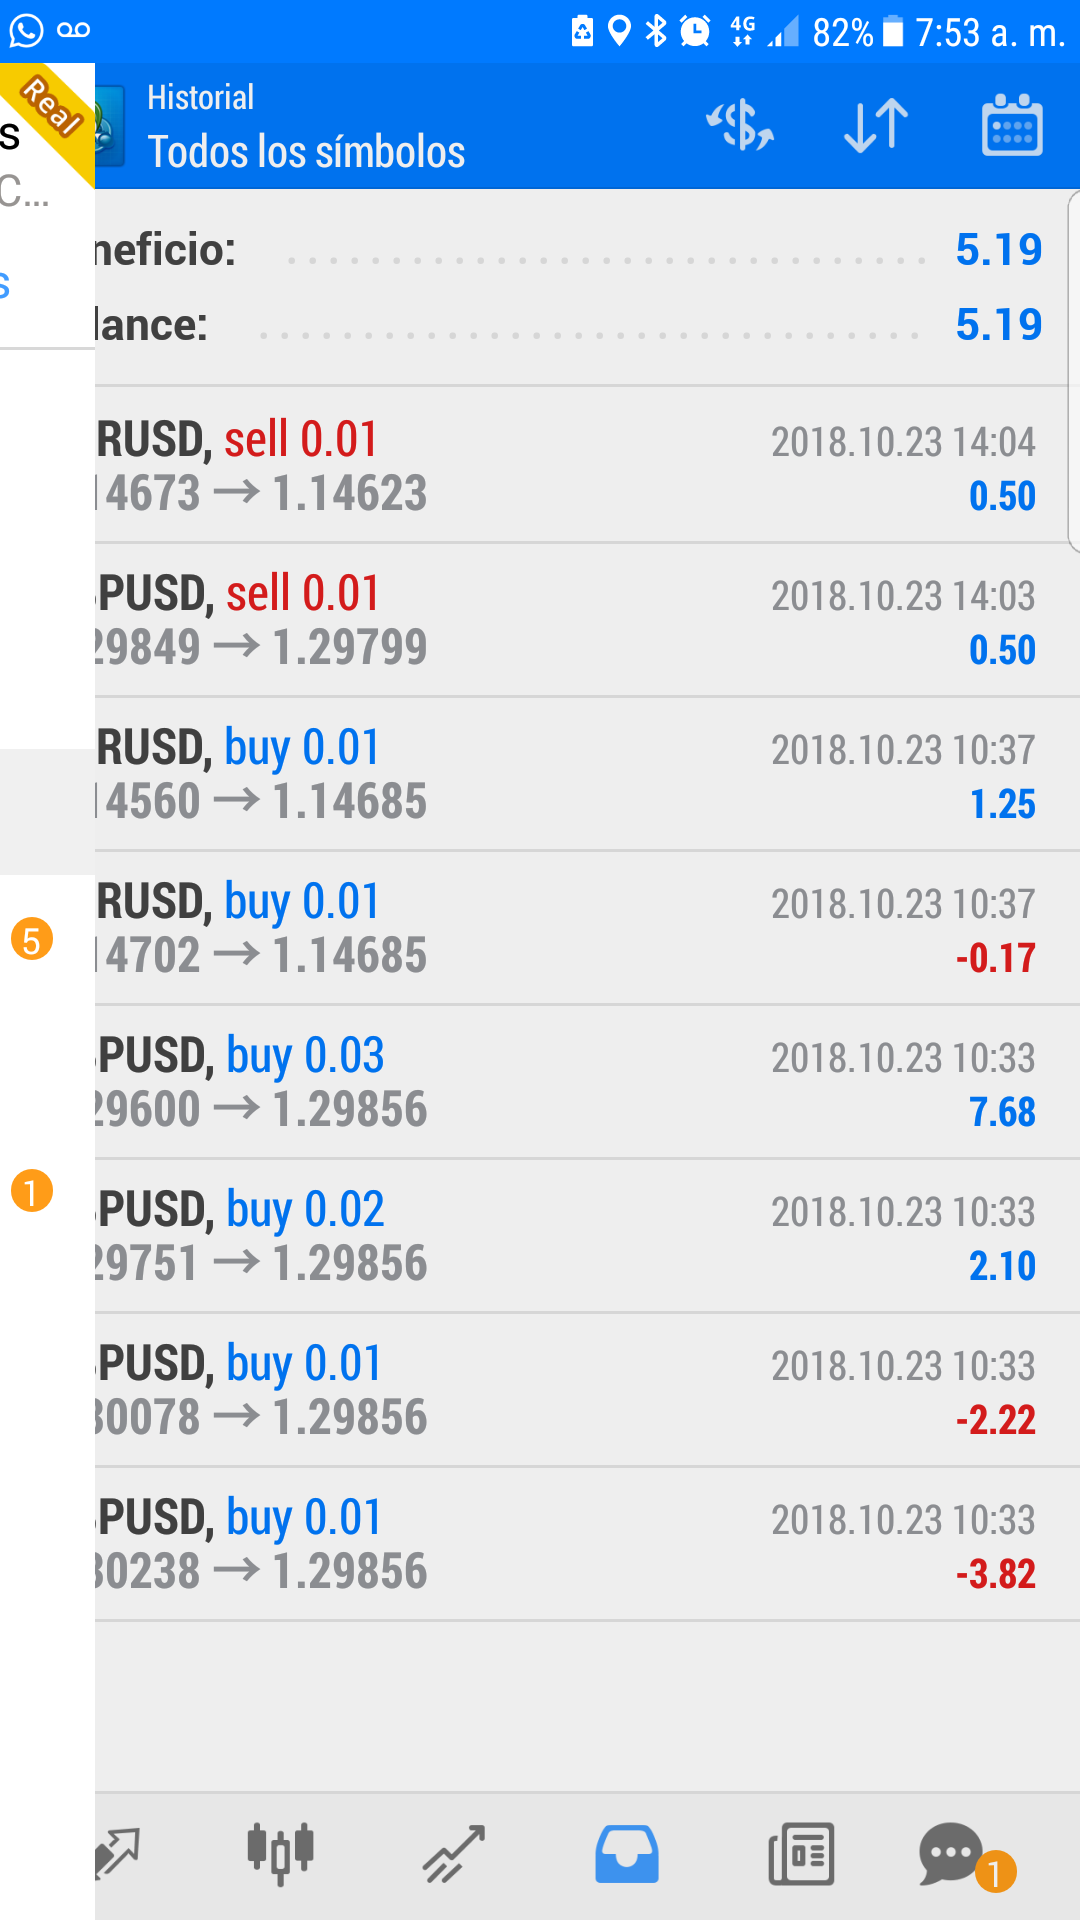 82% 7:53 a. m.
Real
Historial
Todos los símbolos
s
C...
s
neficio: 5.19
lance: 5.19
RUSD, sell 0.01 2018.10.23 14:04
14673 → 1.14623 0.50
PUSD, sell 0.01 2018.10.23 14:03
29849 → 1.29799 0.50
RUSD, buy 0.01 2018.10.23 10:37
14560 → 1.14685 1.25
RUSD, buy 0.01 2018.10.23 10:37
14702 → 1.14685 -0.17
5
PUSD, buy 0.03 2018.10.23 10:33
29600 → 1.29856 7.68
1
PUSD, buy 0.02 2018.10.23 10:33
29751 → 1.29856 2.10
PUSD, buy 0.01 2018.10.23 10:33
30078 → 1.29856 -2.22
PUSD, buy 0.01 2018.10.23 10:33
30238 → 1.29856 -3.82
1